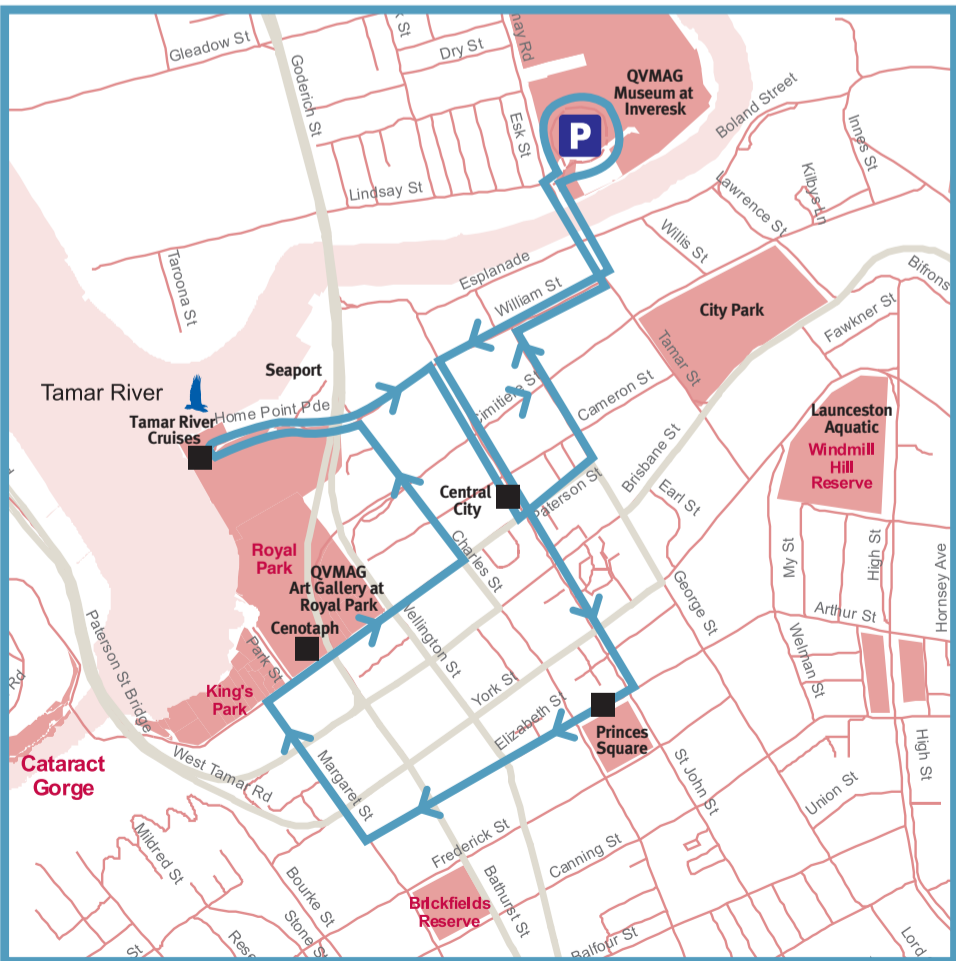 Gleadow St
Goderich St
St
Dry St
Esk St
QVMAG
Museum at
Inveresk
P
Boland Street
Innes St
Lindsay St
Lawrence St
Kilbys Ln
Willis St
Taroona St
Esplanade
William St
City Park
Bifrons
Fawkner St
Tamar St
Seaport
Tamar River
Home Point Pde
Tamar River
Cruises
Cameron St
Launceston
Aquatic
Windmill
Hill
Reserve
Central
City
Paterson St
Brisbane St
Earl St
Charles St
Royal
Park
QVMAG
Art Gallery at
Royal Park
Cenotaph
My St
High St
Hornsey Ave
George St
Arthur St
Paterson St Bridge
Park St
Wellington St
Welman St
Rd
King's
Park
York St
Elizabeth St
Princes
Square
Cataract
Gorge
West Tamar Rd
Margaret St
St John St
High St
Union St
Mildred St
Frederick St
Canning St
Bourke St
Bathurst St
Brickfields
Reserve
Stone St
St
Balfour St
Lord